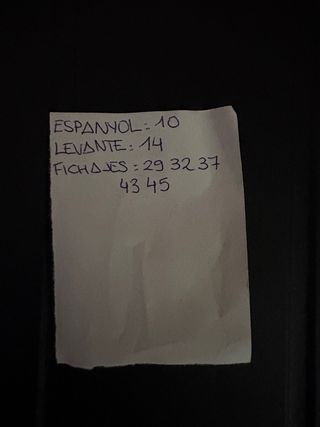 ESPANYOL: 10
LEVANTE: 14
FICHAJES: 29 32 37
43 45